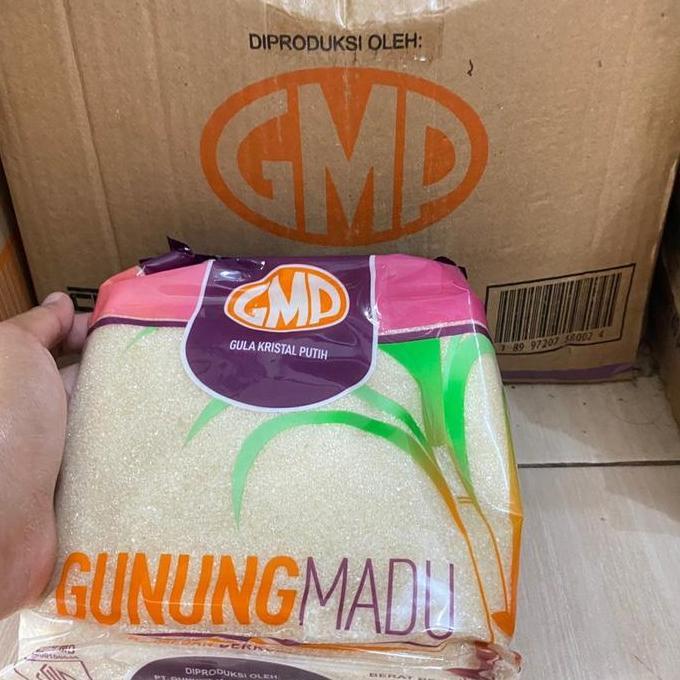 DIPRODUKSI OLEH:
GMP
GMP
GULA KRISTAL PUTIH
GUNUNGMADU
DIPRODUKSI OLEH: